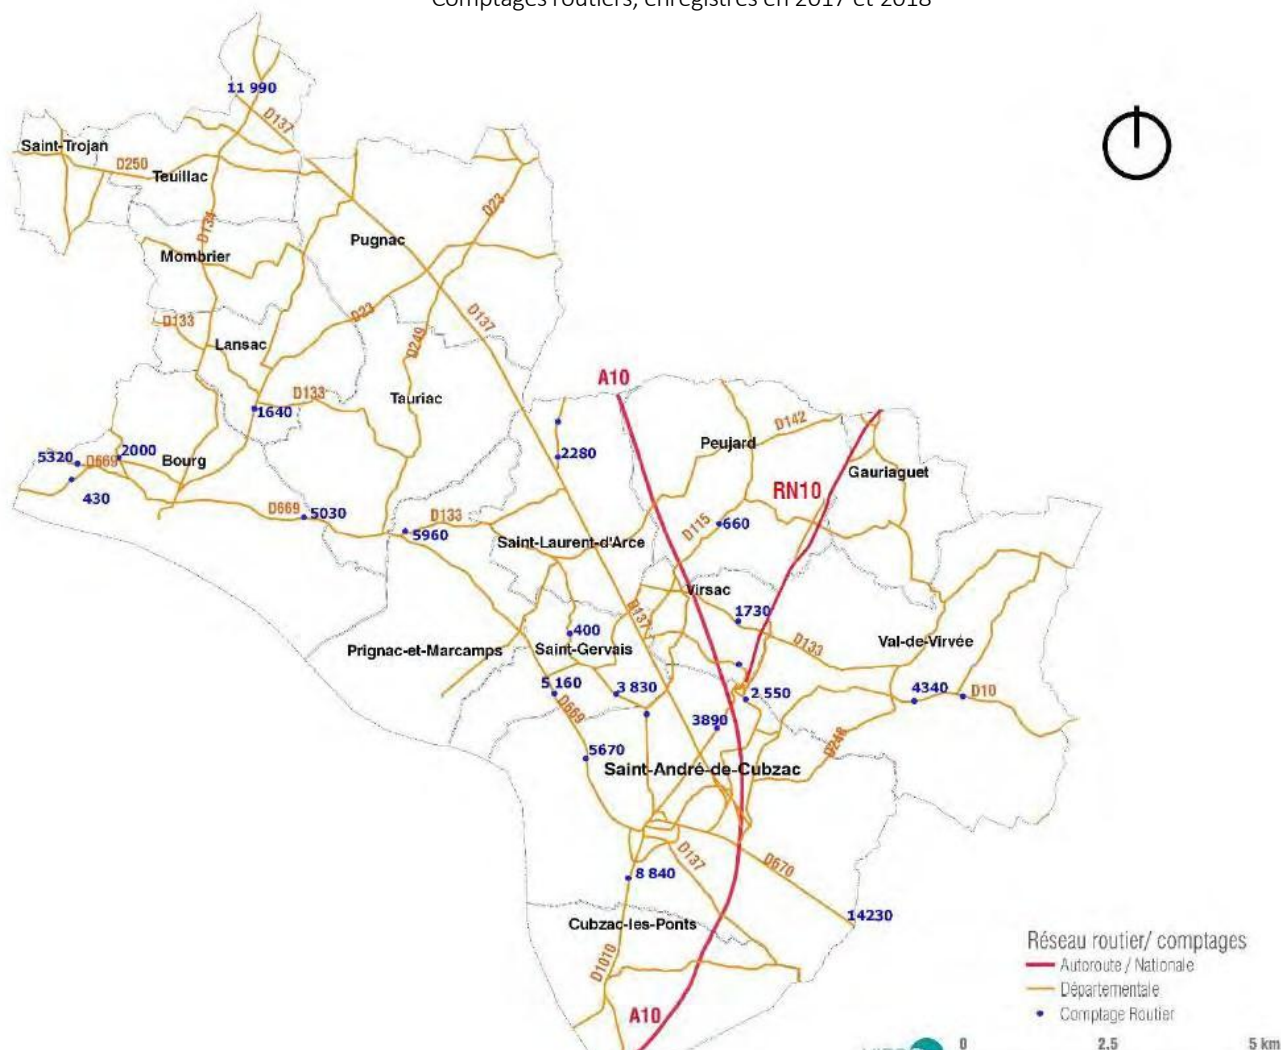 Comptages routiers, enregistrés en 2017 et 2018
11 990
D137
Saint-Trojan
D250
Teuillac
D134
D23
Pugnac
Mombrier
D133
D23
D137
Lansac
D249
A10
D133
Tauriac
1640
D142
Peujard
5320
D669
2000
Bourg
2280
Gauriaguet
430
RN10
D669
5030
D133
5960
D115
660
Saint-Laurent-d'Arce
Virsac
D137
1730
400
D133
Val-de-Virvée
Prignac-et-Marcamps
Saint-Gervais
5 160
3 830
2 550
4340
D10
D669
3890
5670
D248
Saint-André-de-Cubzac
D137
D670
8 840
14230
Cubzac-les-Ponts
D1010
A10
Réseau routier/ comptages
Autoroute / Nationale
Départementale
Comptage Routier
0 2.5 5 km